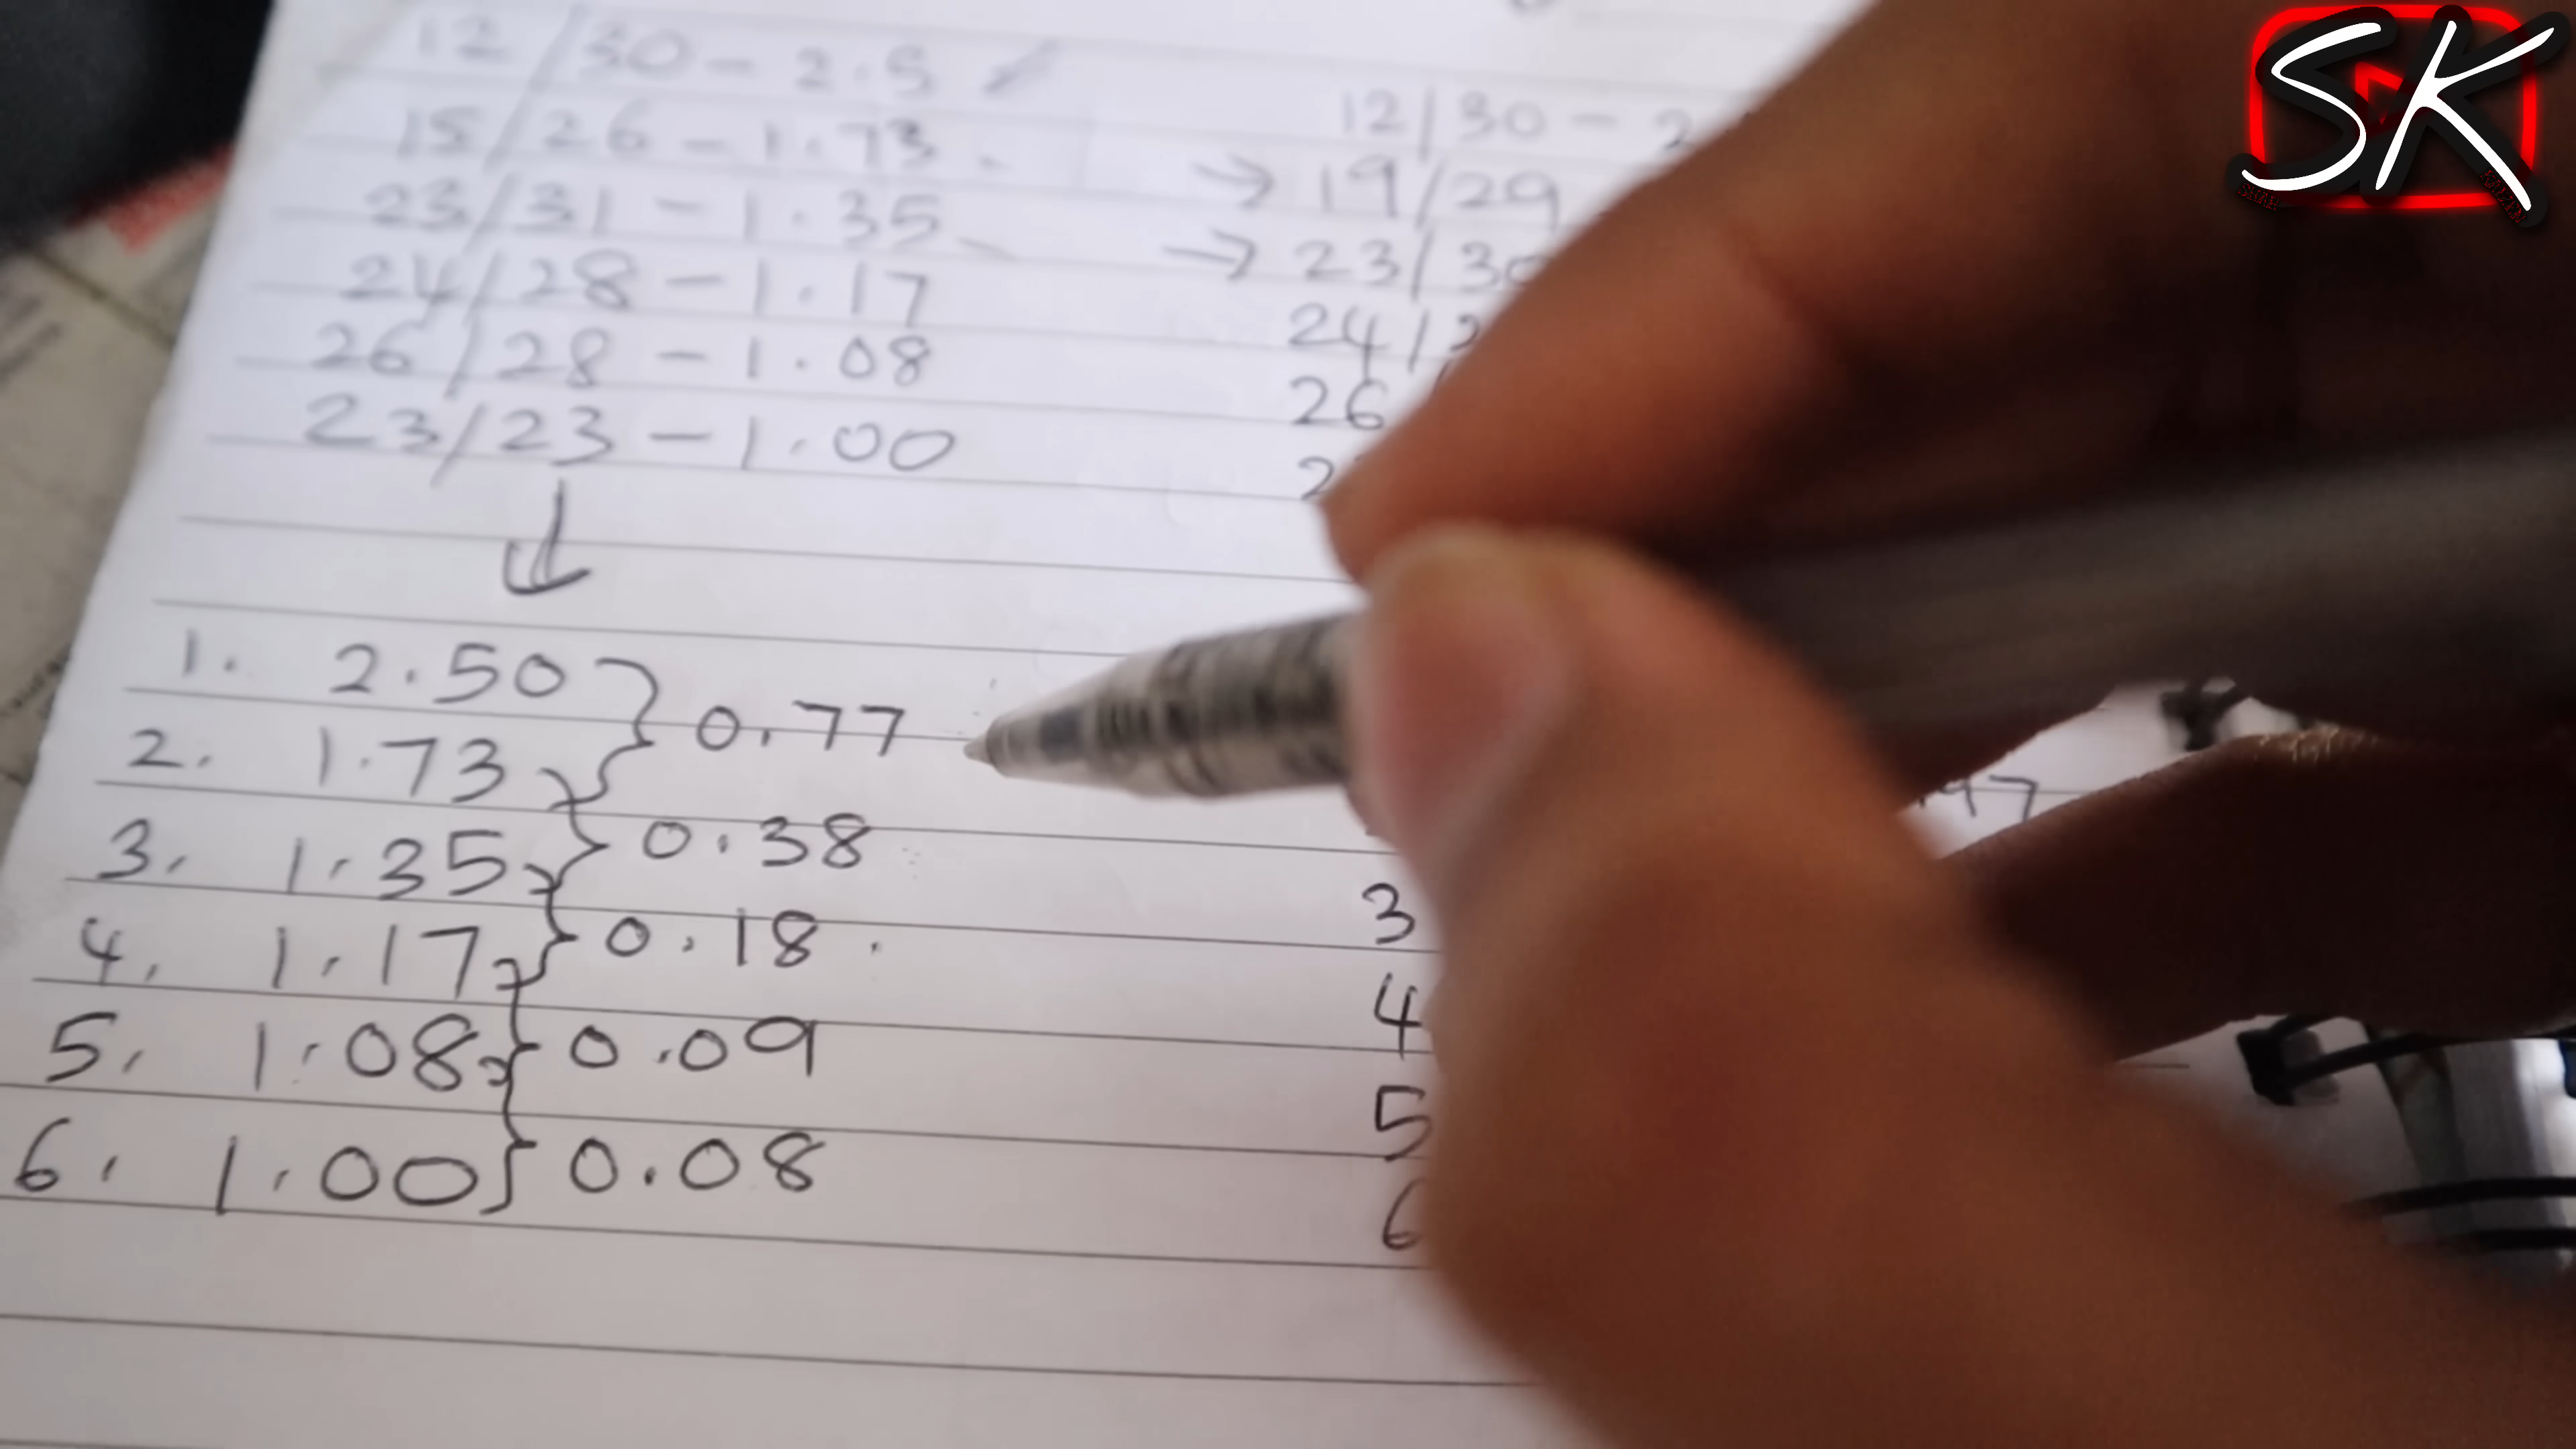 12/30 - 2.5
15/26 - 1.73
23/31 - 1.35
24/28 - 1.17
26/28 - 1.08
23/23 - 1.00
↓
1. 2.50 } 0.77
2. 1.73
} 0.38
3. 1.35
} 0.18
4. 1.17
} 0.09
5. 1.08
} 0.08
6. 1.00
12/30 - 2
→ 19/29
→ 23/30
24/2
26
2
97
3
4
5
6
SK